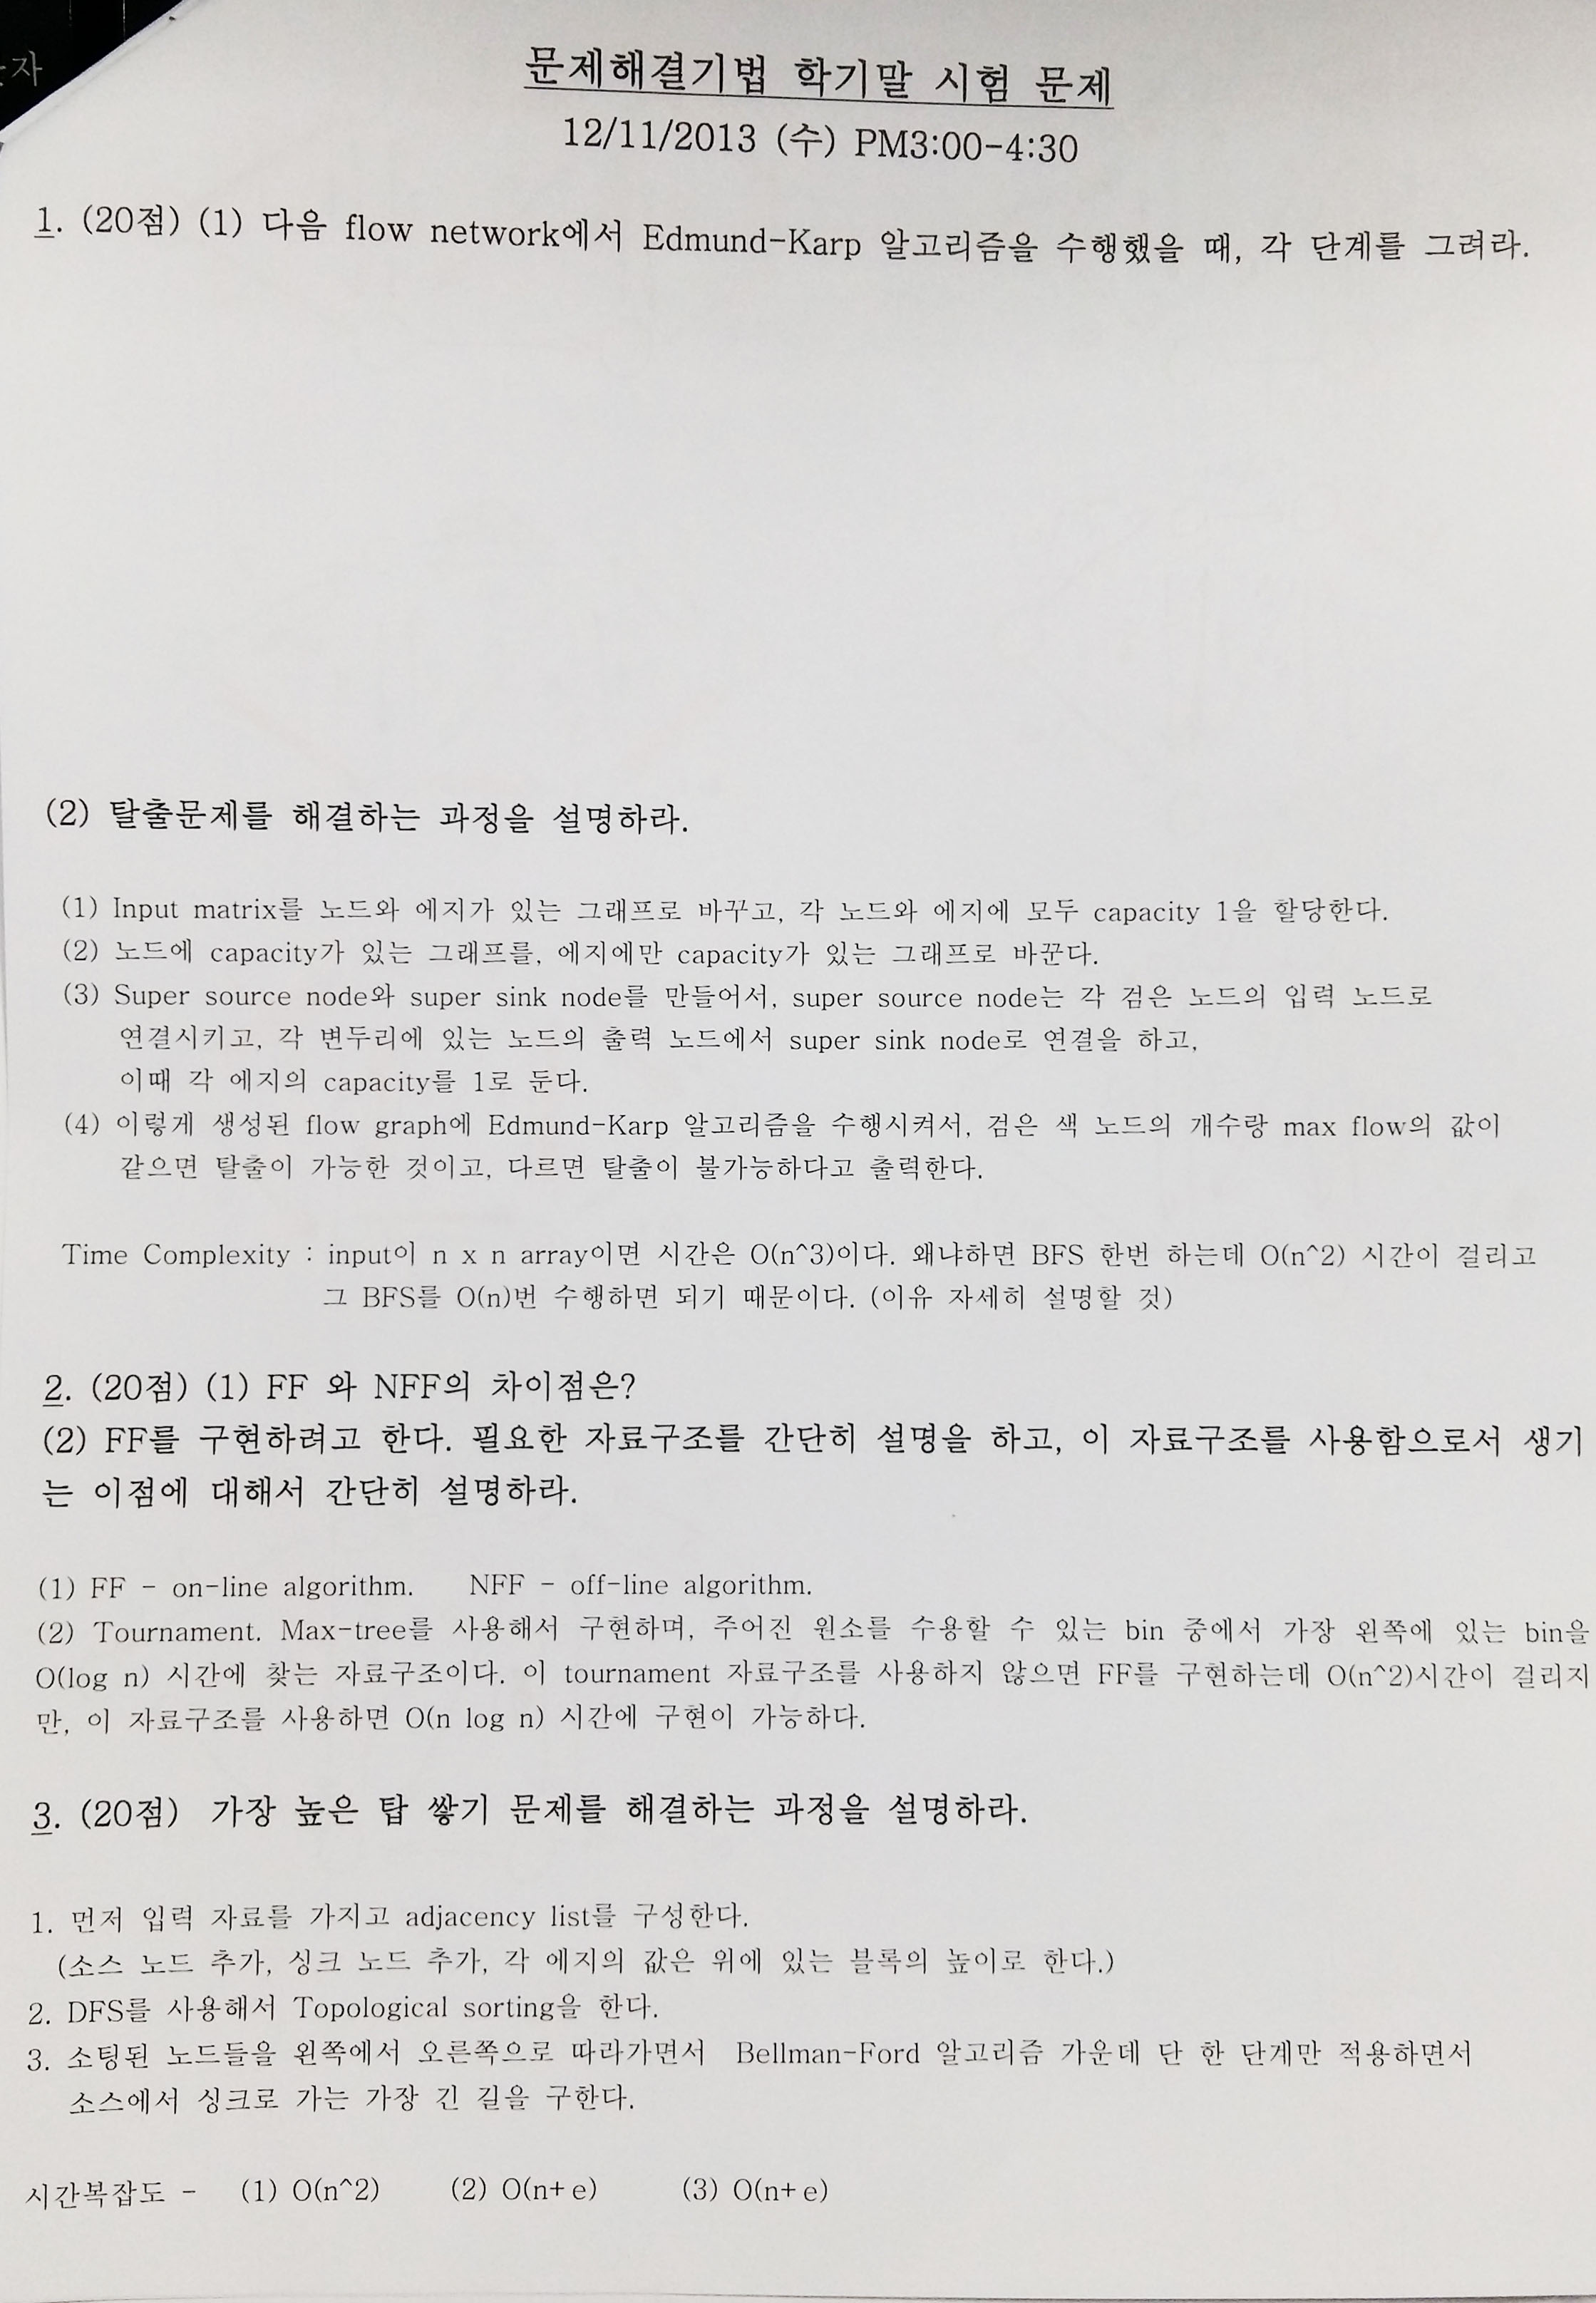 자
문제해결기법 학기말 시험 문제
12/11/2013 (수) PM3:00-4:30
1. (20점) (1) 다음 flow network에서 Edmund-Karp 알고리즘을 수행했을 때, 각 단계를 그려라.
(2) 탈출문제를 해결하는 과정을 설명하라.
(1) Input matrix를 노드와 에지가 있는 그래프로 바꾸고, 각 노드와 에지에 모두 capacity 1을 할당한다.
(2) 노드에 capacity가 있는 그래프를, 에지에만 capacity가 있는 그래프로 바꾼다.
(3) Super source node와 super sink node를 만들어서, super source node는 각 검은 노드의 입력 노드로
연결시키고, 각 변두리에 있는 노드의 출력 노드에서 super sink node로 연결을 하고,
이때 각 에지의 capacity를 1로 둔다.
(4) 이렇게 생성된 flow graph에 Edmund-Karp 알고리즘을 수행시켜서, 검은 색 노드의 개수랑 max flow의 값이
같으면 탈출이 가능한 것이고, 다르면 탈출이 불가능하다고 출력한다.
Time Complexity : input이 n x n array이면 시간은 O(n^3)이다. 왜냐하면 BFS 한번 하는데 O(n^2) 시간이 걸리고
그 BFS를 O(n)번 수행하면 되기 때문이다. (이유 자세히 설명할 것)
2. (20점) (1) FF 와 NFF의 차이점은?
(2) FF를 구현하려고 한다. 필요한 자료구조를 간단히 설명을 하고, 이 자료구조를 사용함으로서 생기
는 이점에 대해서 간단히 설명하라.
(1) FF - on-line algorithm. NFF - off-line algorithm.
(2) Tournament. Max-tree를 사용해서 구현하며, 주어진 원소를 수용할 수 있는 bin 중에서 가장 왼쪽에 있는 bin을
O(log n) 시간에 찾는 자료구조이다. 이 tournament 자료구조를 사용하지 않으면 FF를 구현하는데 O(n^2)시간이 걸리지
만, 이 자료구조를 사용하면 O(n log n) 시간에 구현이 가능하다.
3. (20점) 가장 높은 탑 쌓기 문제를 해결하는 과정을 설명하라.
1. 먼저 입력 자료를 가지고 adjacency list를 구성한다.
(소스 노드 추가, 싱크 노드 추가, 각 에지의 값은 위에 있는 블록의 높이로 한다.)
2. DFS를 사용해서 Topological sorting을 한다.
3. 소팅된 노드들을 왼쪽에서 오른쪽으로 따라가면서 Bellman-Ford 알고리즘 가운데 단 한 단계만 적용하면서
소스에서 싱크로 가는 가장 긴 길을 구한다.
시간복잡도 - (1) O(n^2) (2) O(n+e) (3) O(n+e)